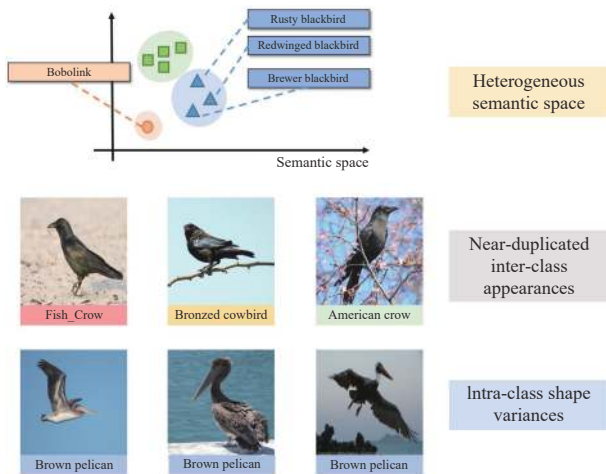 Rusty blackbird
Redwinged blackbird
Bobolink
Brewer blackbird
Semantic space
Heterogeneous
semantic space
Fish_Crow
Bronzed cowbird
American crow
Near-duplicated
inter-class
appearances
Brown pelican
Brown pelican
Brown pelican
Intra-class shape
variances